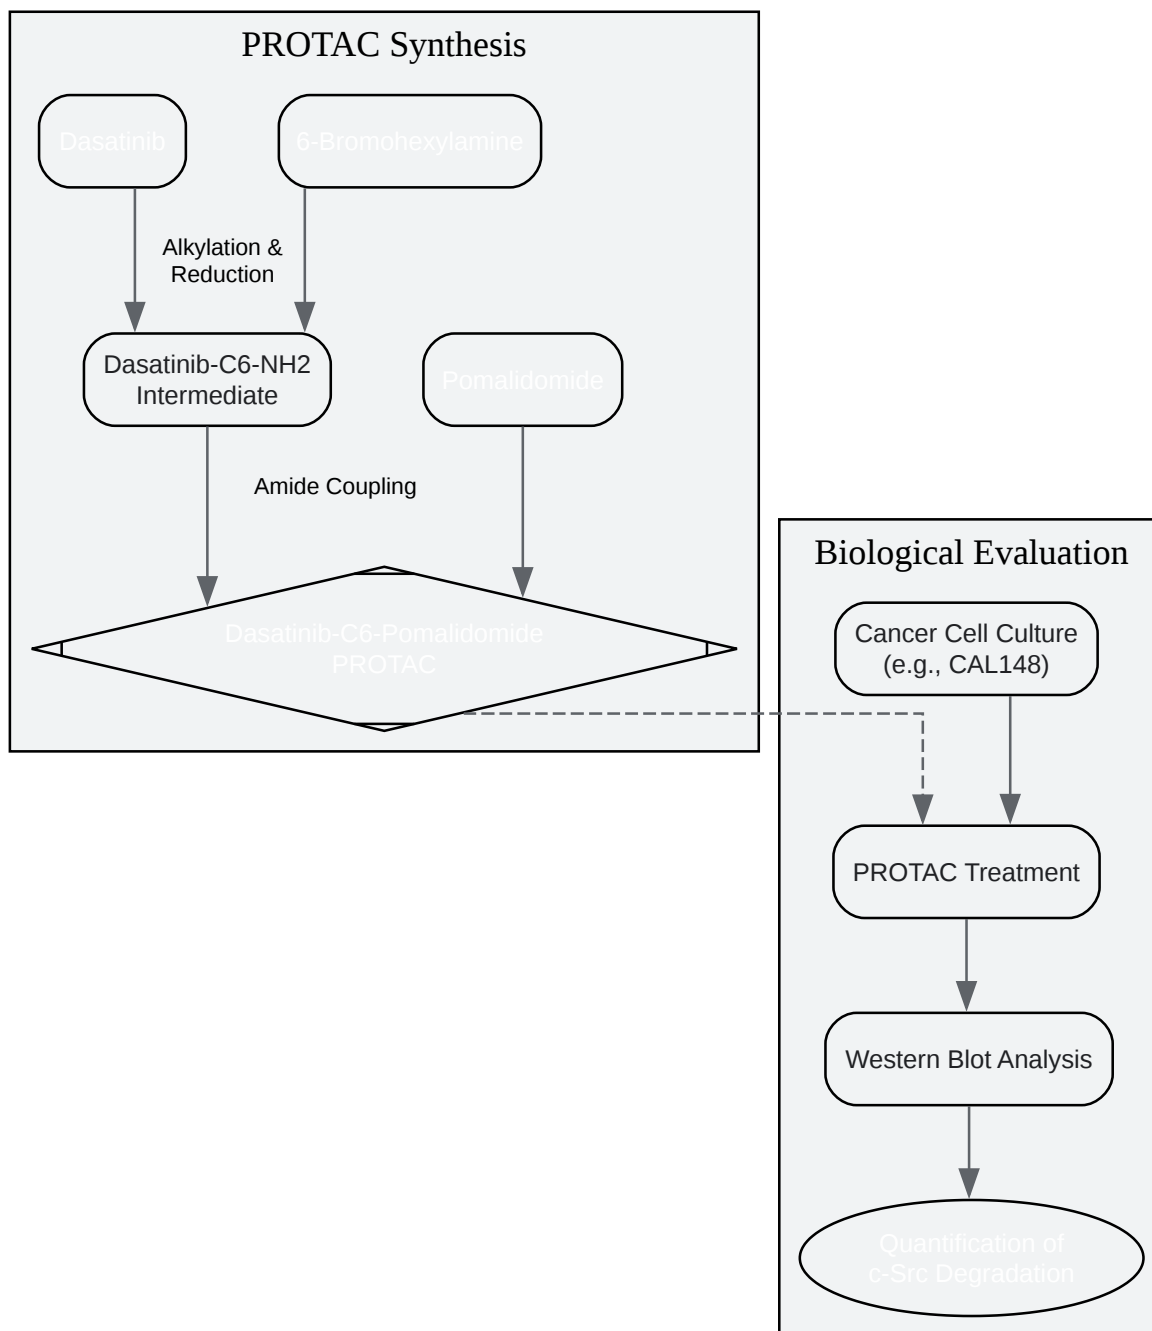 PROTAC Synthesis
Dasatinib
6-Bromohexylamine
Alkylation &
Reduction
Dasatinib-C6-NH2
Intermediate
Pomalidomide
Amide Coupling
Dasatinib-C6-Pomalidomide
PROTAC
Biological Evaluation
Cancer Cell Culture
(e.g., CAL148)
PROTAC Treatment
Western Blot Analysis
Quantification of
c-Src Degradation